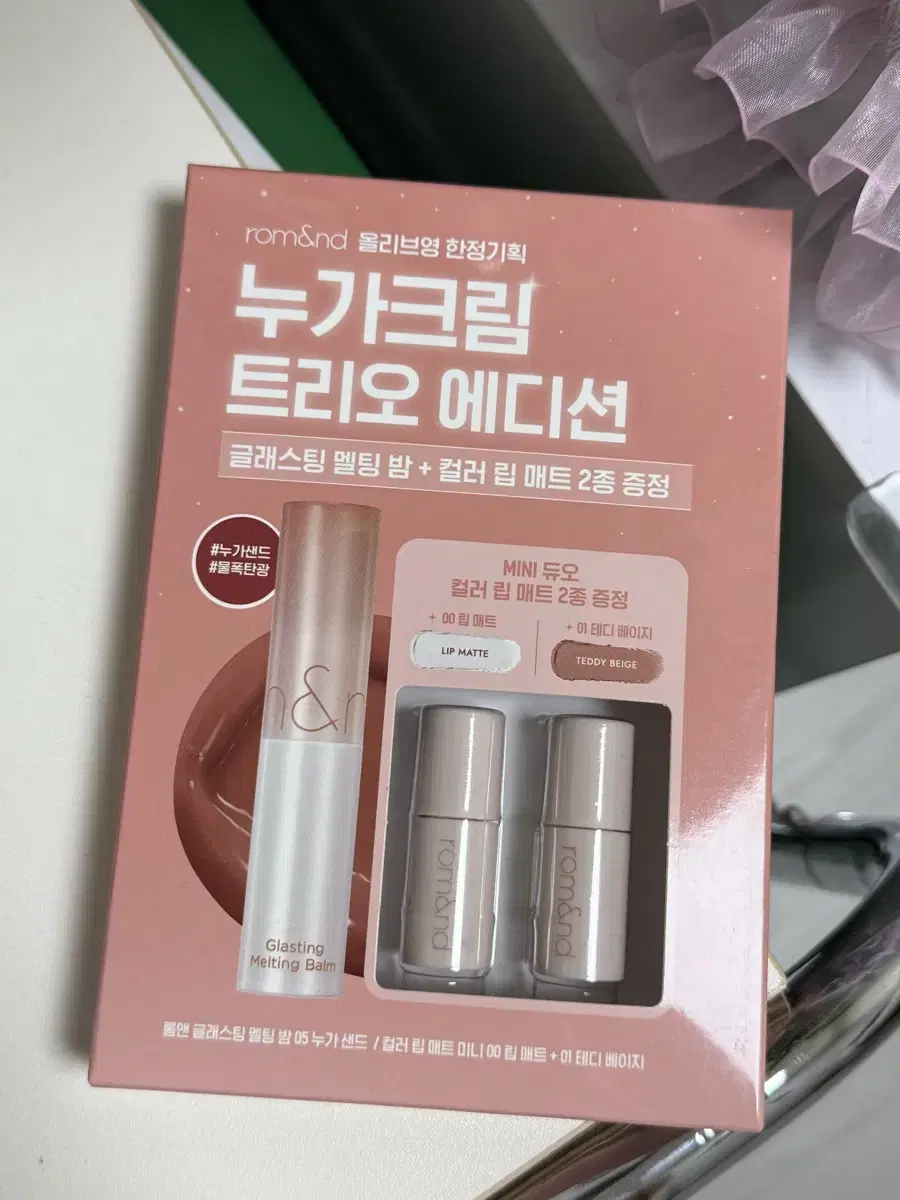 rom&nd 올리브영 한정기획
누가크림
트리오 에디션
글래스팅 멜팅 밤 + 컬러 립 매트 2종 증정
#누가샌드
#물폭탄광
m&n
Glasting
Melting Balm
MINI 듀오
컬러 립 매트 2종 증정
+ 00 립 매트
LIP MATTE
+ 01 테디 베이지
TEDDY BEIGE
rom&nd
rom&nd
롬앤 글래스팅 멜팅 밤 05 누가 샌드 / 컬러 립 매트 미니 00 립 매트 + 01 테디 베이지